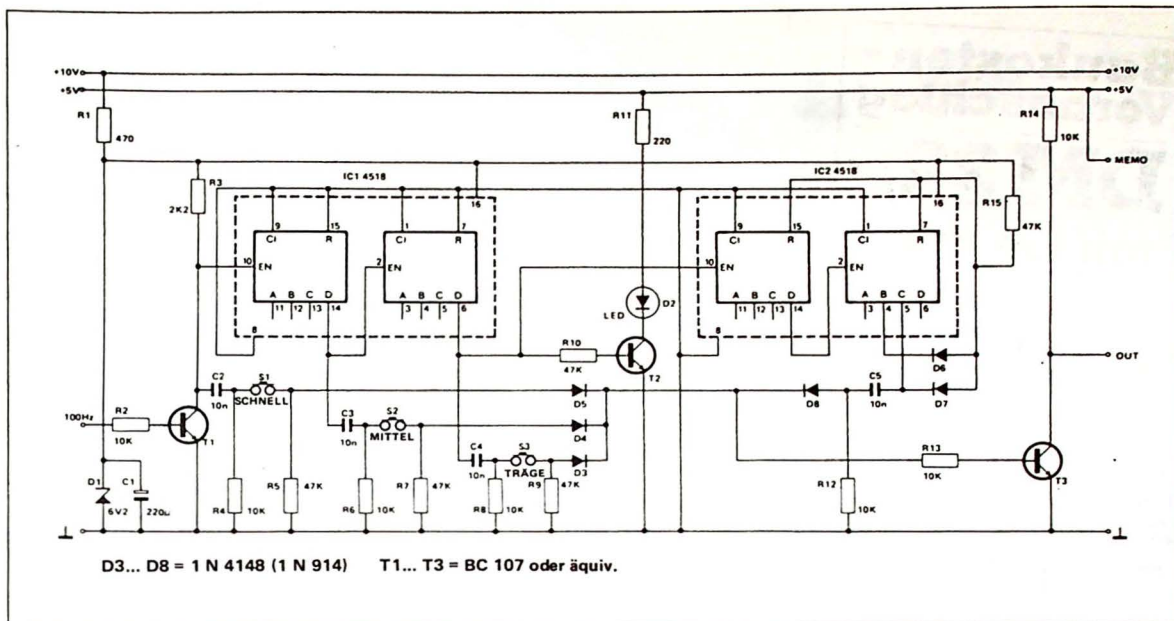 +10V
+5V
R1
470
R3
2K2
IC1 4518
R11
220
IC2 4518
R14
10K
+10V
+5V
MEMO
16
9
15
1
7
Cl
R
Cl
R
10
EN
2
EN
A
B
C
D
A
B
C
D
11
12
13
14
3
4
5
6
8
D2
LED
16
9
15
1
7
Cl
R
Cl
R
10
EN
2
EN
A
B
C
D
A
B
C
D
11
12
13
14
3
4
5
6
8
R15
47K
R10
47K
T2
D6
OUT
C2
10n
S1
SCHNELL
D5
D8
C5
10n
D7
100Hz
R2
10K
T1
C3
10n
S2
MITTEL
D4
C4
10n
S3
TRÄGE
D3
R13
10K
T3
D1
6V2
C1
220µ
R4
10K
R5
47K
R6
10K
R7
47K
R8
10K
R9
47K
R12
10K
D3... D8 = 1 N 4148 (1 N 914) T1... T3 = BC 107 oder äquiv.